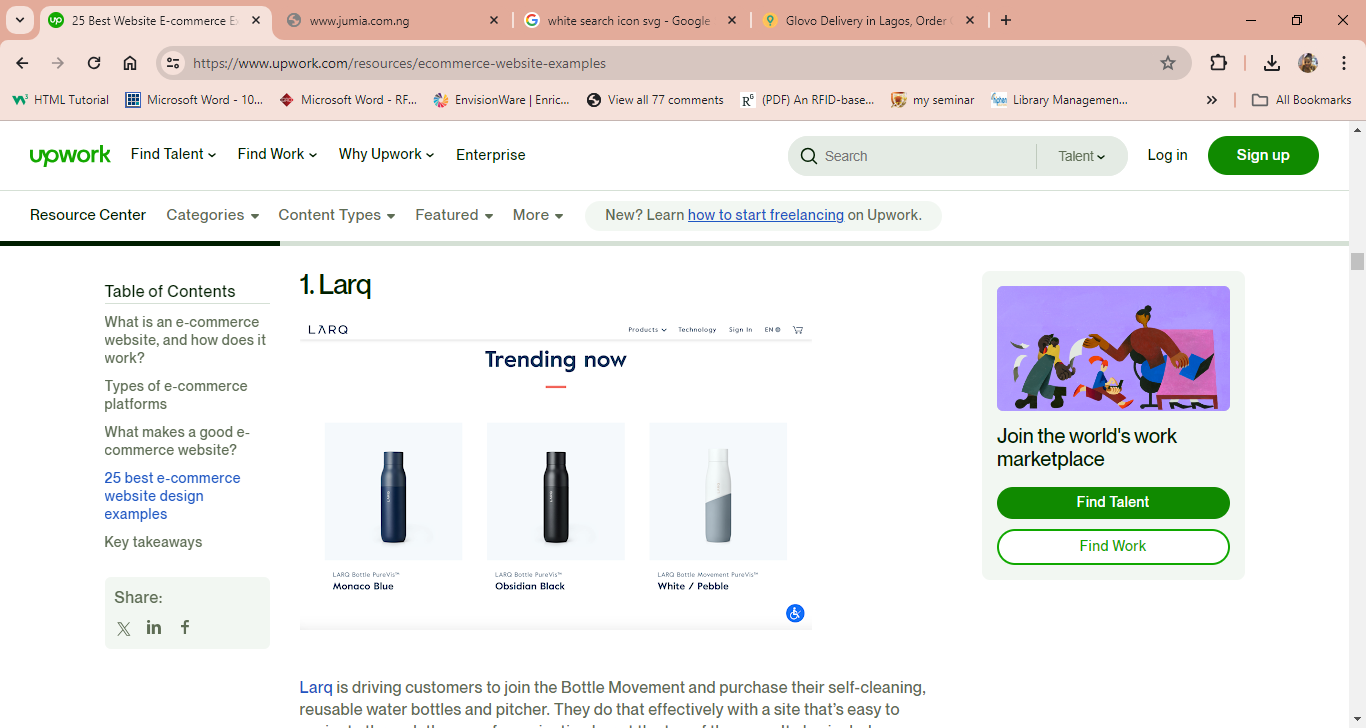 25 Best Website E-commerce E
www.jumia.com.ng
white search icon svg - Google
Glovo Delivery in Lagos, Order
https://www.upwork.com/resources/ecommerce-website-examples
HTML Tutorial
Microsoft Word - 10...
Microsoft Word - RF...
EnvisionWare | Enric...
View all 77 comments
(PDF) An RFID-base...
my seminar
Library Managemen...
All Bookmarks
upwork
Find Talent
Find Work
Why Upwork
Enterprise
Search
Talent
Log in
Sign up
Resource Center
Categories
Content Types
Featured
More
New? Learn how to start freelancing on Upwork.
Table of Contents
What is an e-commerce
website, and how does it
work?
Types of e-commerce
platforms
What makes a good e-
commerce website?
25 best e-commerce
website design
examples
Key takeaways
Share:
1. Larq
LARQ
Products
Technology
Sign In
EN
Trending now
LARQ Bottle PureVis™
Monaco Blue
LARQ Bottle PureVis™
Obsidian Black
LARQ Bottle Movement PureVis™
White / Pebble
Larq is driving customers to join the Bottle Movement and purchase their self-cleaning,
reusable water bottles and pitcher. They do that effectively with a site that's easy to
Join the world's work
marketplace
Find Talent
Find Work